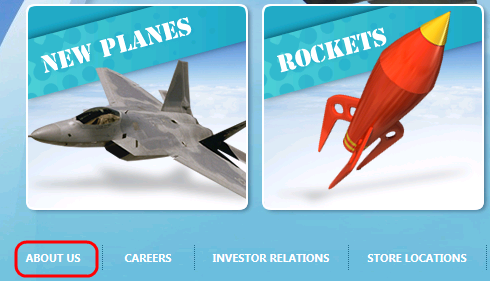 NEW PLANES
ROCKETS
ABOUT US
CAREERS
INVESTOR RELATIONS
STORE LOCATIONS